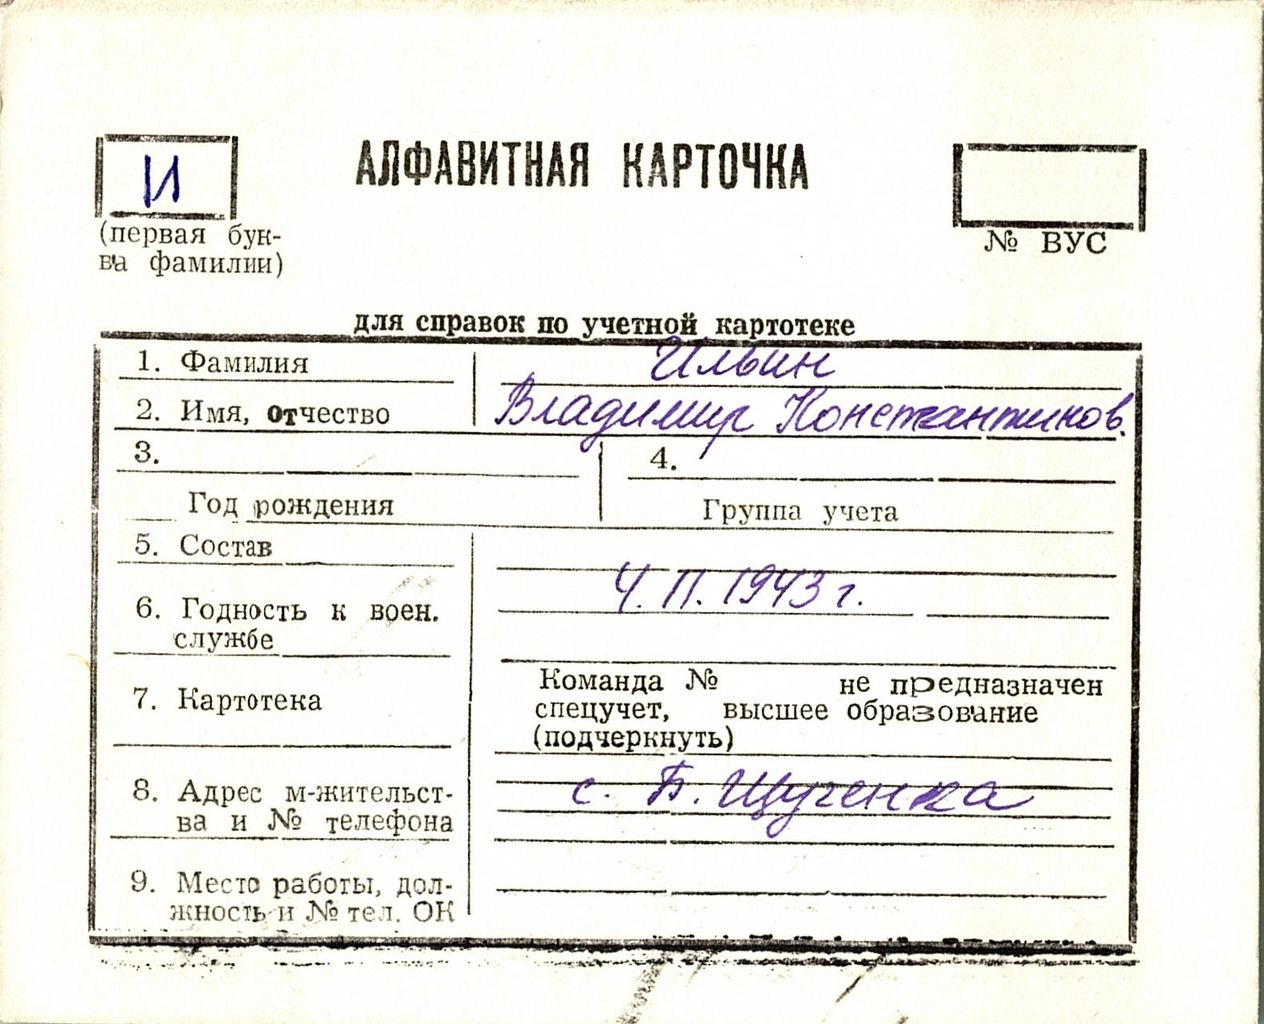 И
АЛФАВИТНАЯ КАРТОЧКА
(первая бук-
ва фамилии)
№ ВУС
для справок по учетной картотеке
1. Фамилия Ильин
2. Имя, отчество Владимир Константинов.
3. 4.
Год рождения Группа учета
5. Состав
4.П.1943 г.
6. Годность к воен.
службе
7. Картотека
Команда № не предназначен
спецучет, высшее образование
(подчеркнуть)
8. Адрес м-жительст-
ва и № телефона
с. Б. Щученка
9. Место работы, дол-
жность и № тел. ОК